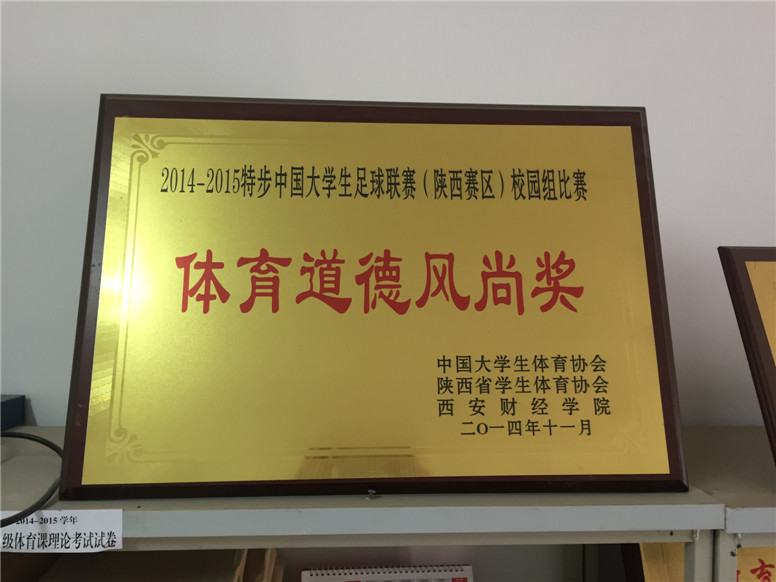 2014-2015特步中国大学生足球联赛（陕西赛区）校园组比赛
体育道德风尚奖
中国大学生体育协会
陕西省学生体育协会
西安财经学院
二〇一四年十一月
2014-2015 学年
级体育课理论考试试卷